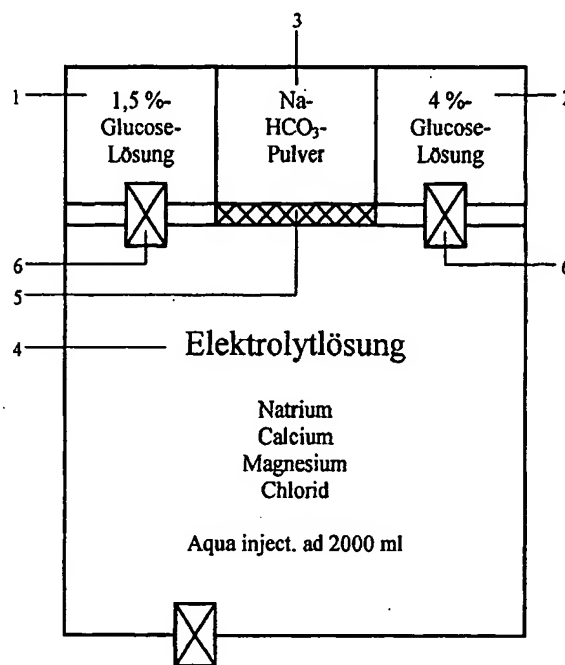 3
1
1,5 %-
Glucose-
Lösung
Na-
HCO₃-
Pulver
4 %-
Glucose-
Lösung
2
6
6
5
4
Elektrolytlösung
Natrium
Calcium
Magnesium
Chlorid
Aqua inject. ad 2000 ml